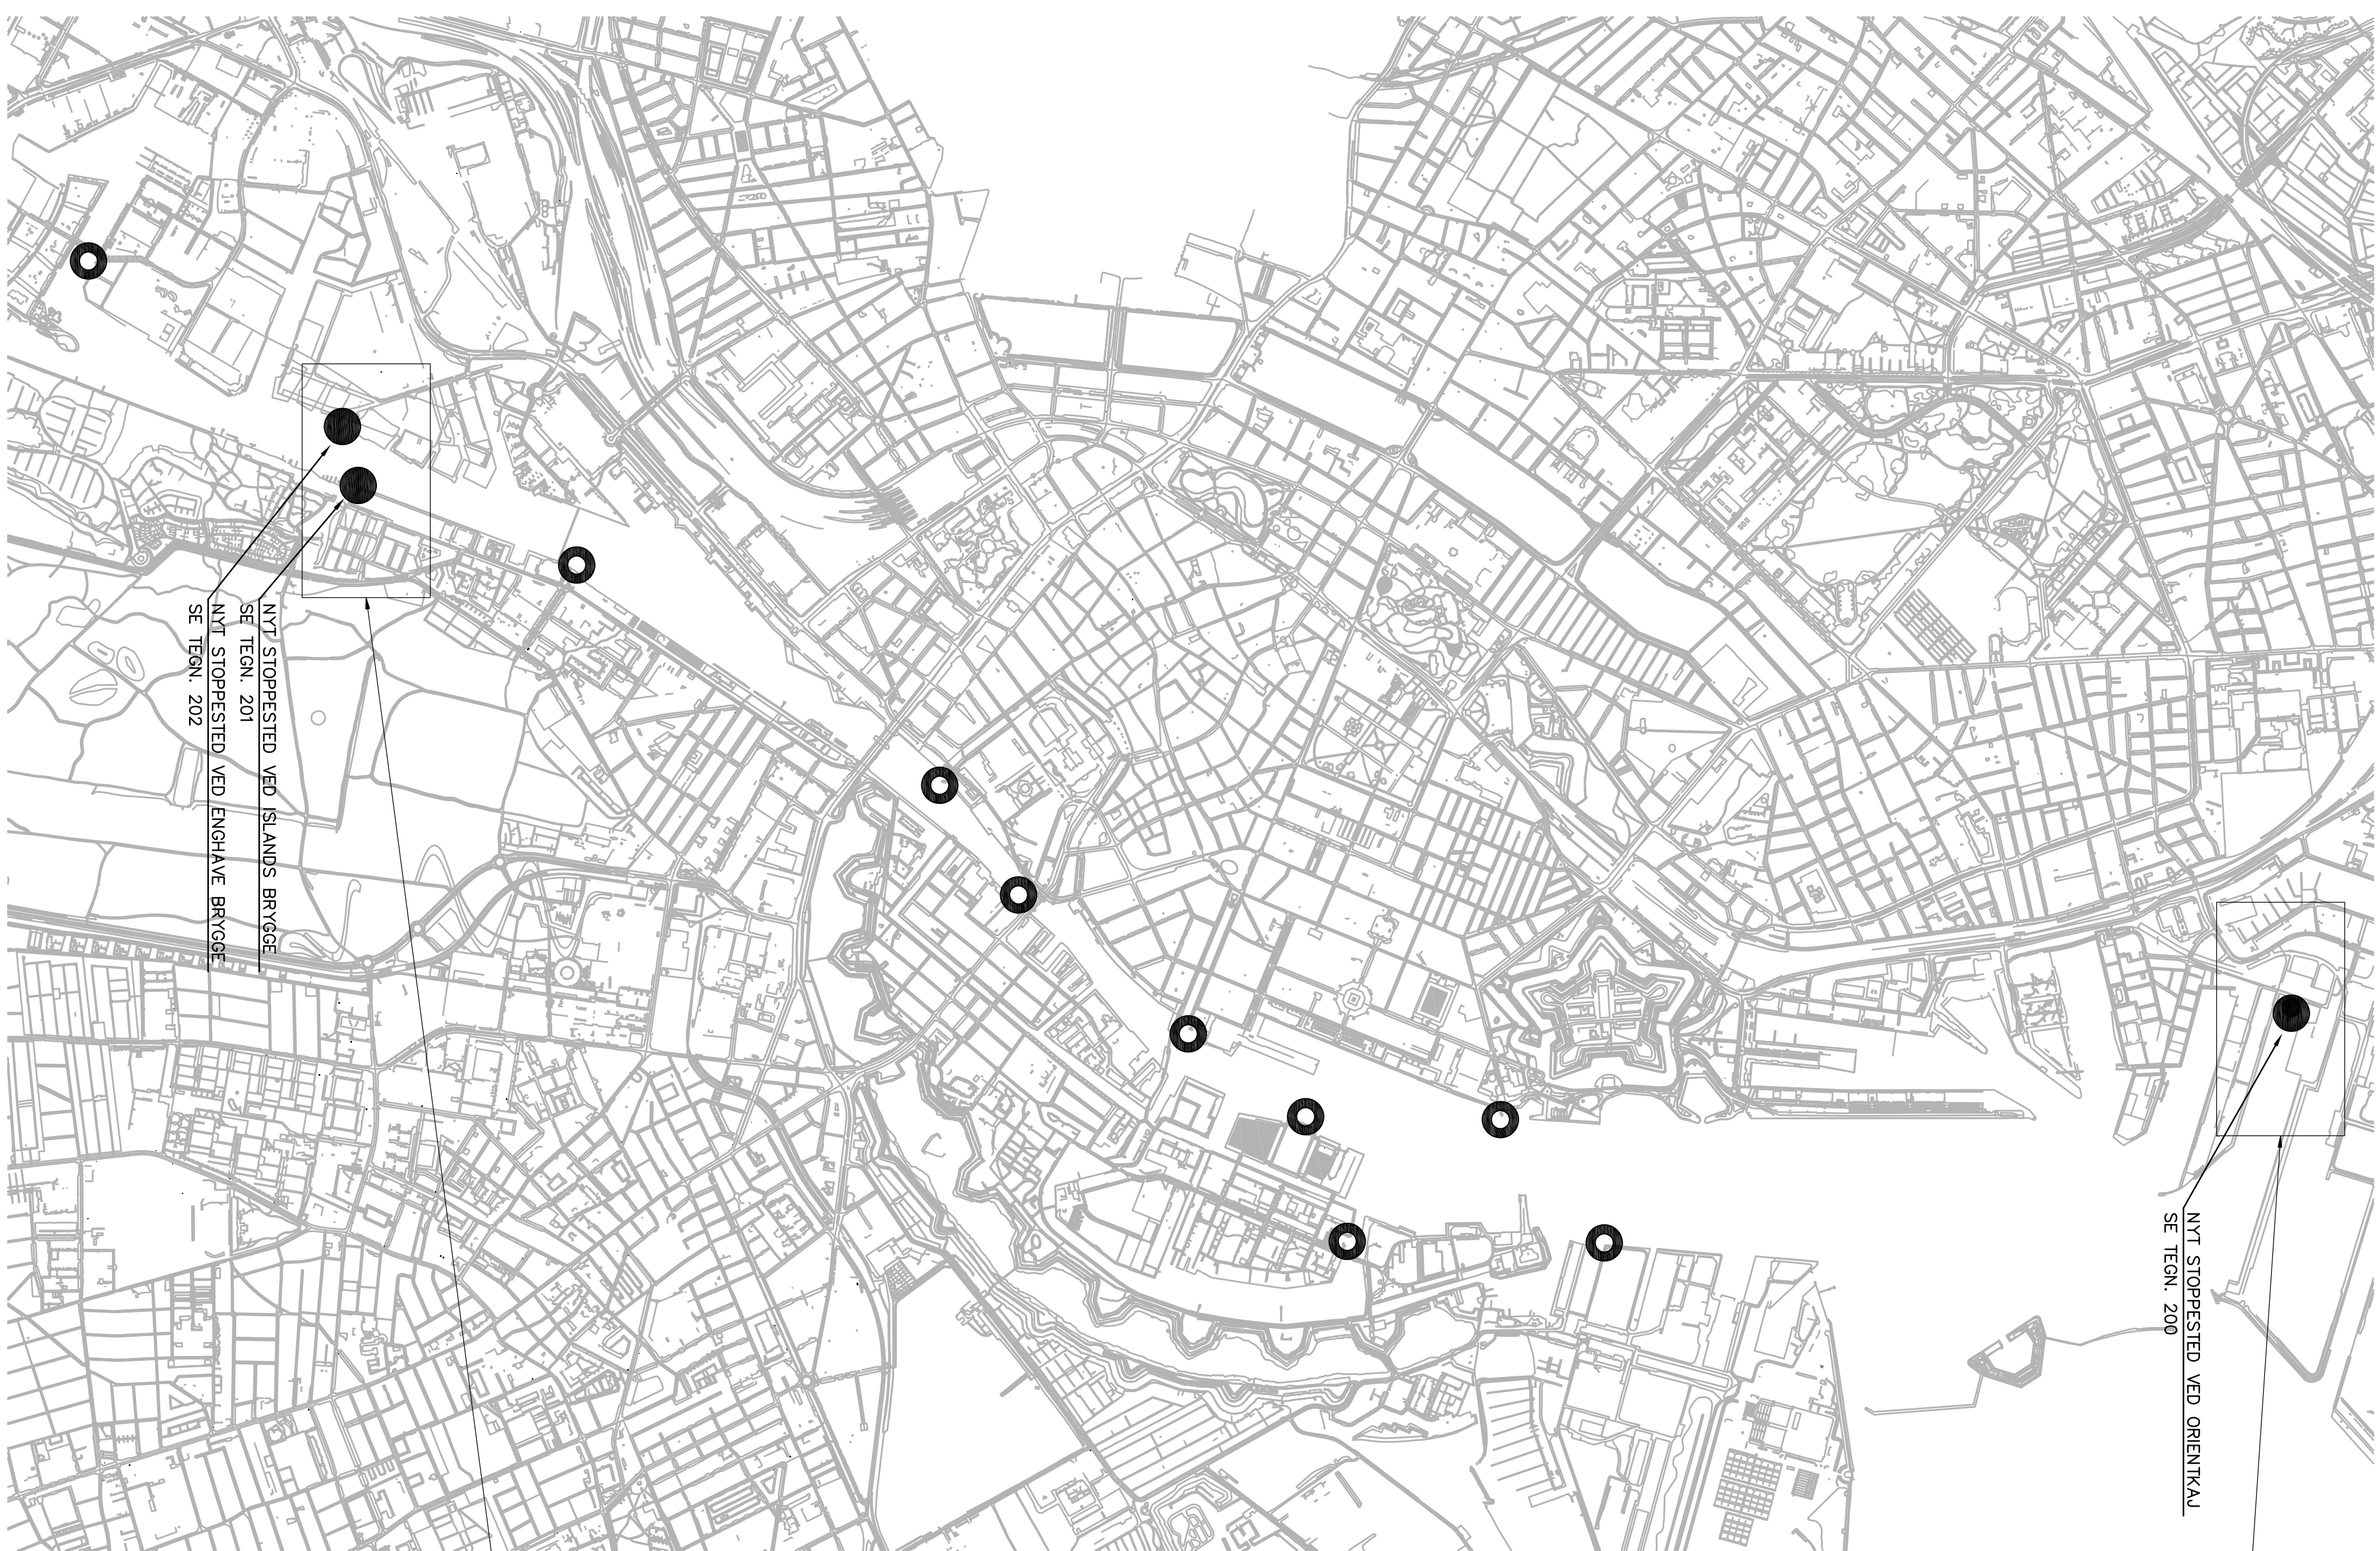 NYT STOPPESTED VED ISLANDS BRYGGE
SE TEGN. 201
NYT STOPPESTED VED ENGHAVE BRYGGE
SE TEGN. 202
NYT STOPPESTED VED ORIENTKAJ
SE TEGN. 200